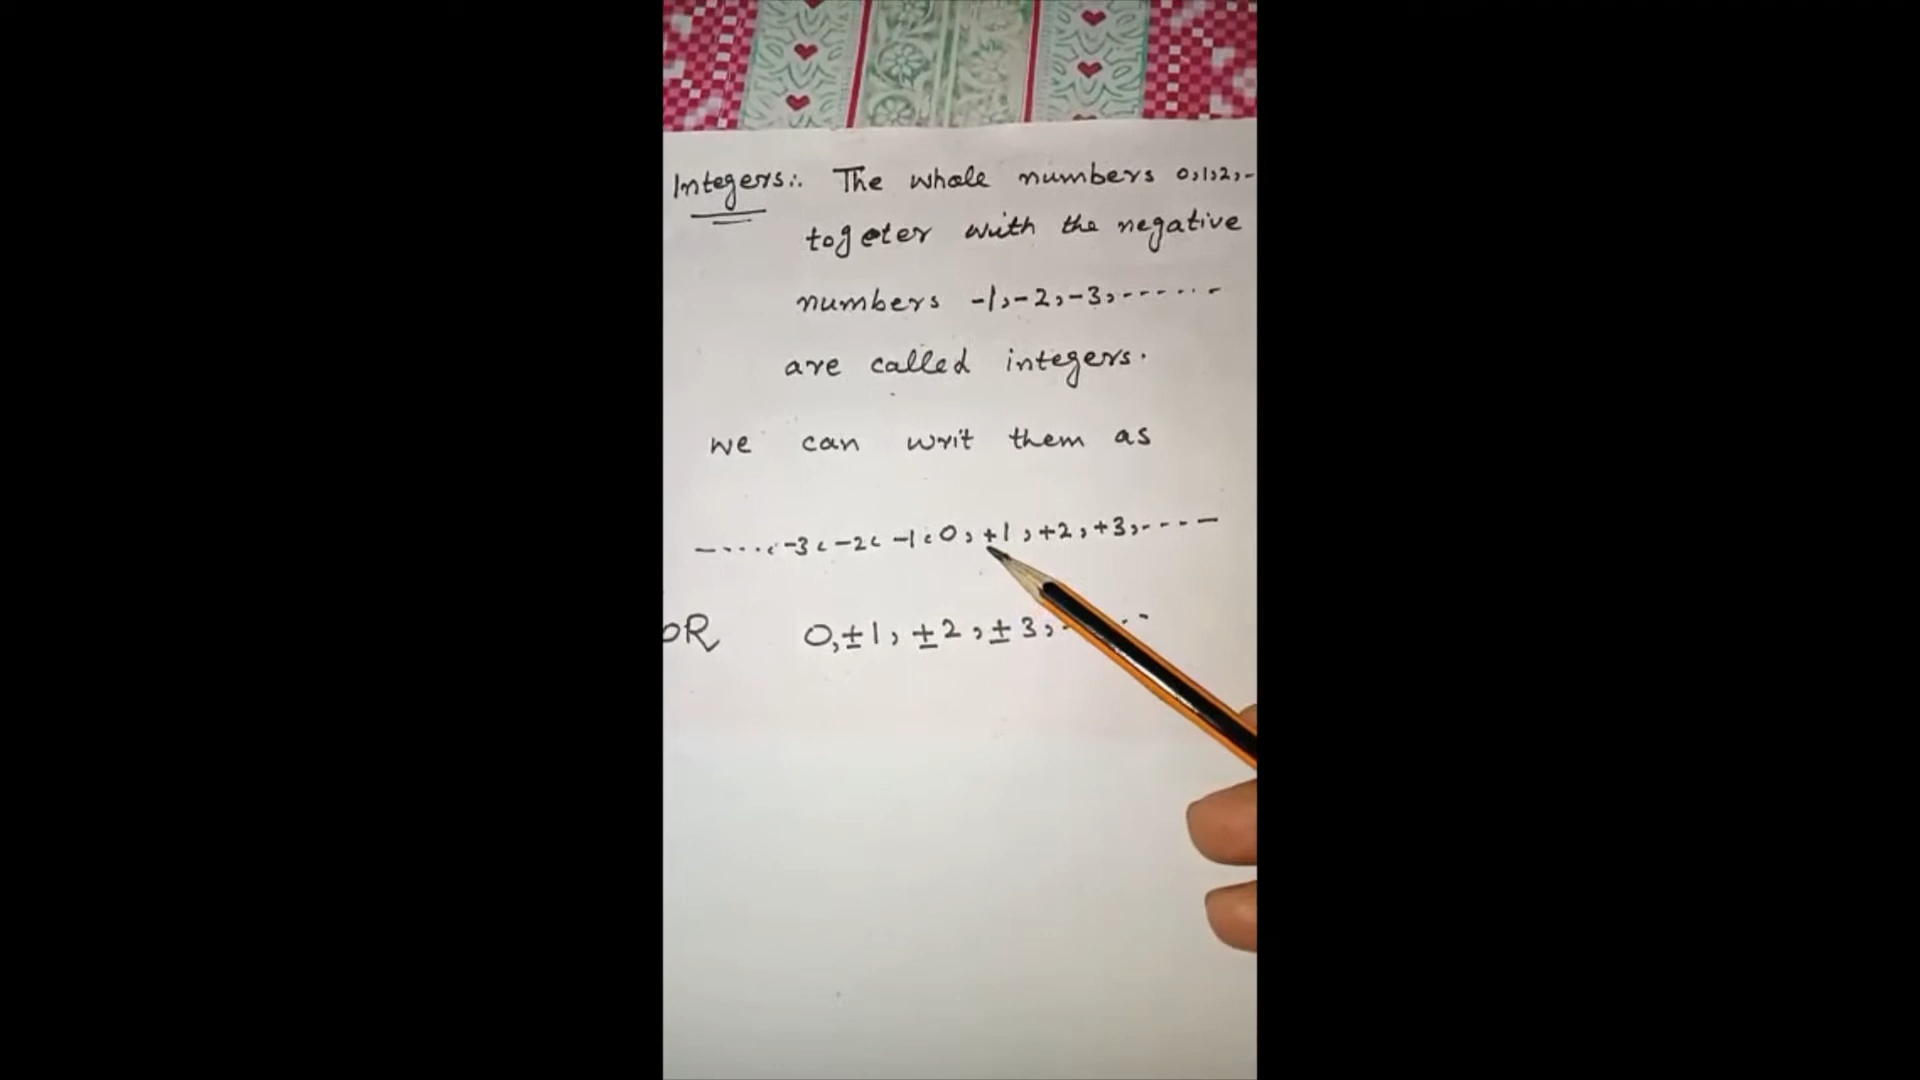 Integers:. The whole numbers 0,1,2,-
togeter with the negative
numbers -1,-2,-3,------
are called integers.
we can writ them as
-----‹-3‹-2‹-1‹0,+1,+2,+3,-----
OR 0,±1,±2,±3,-----